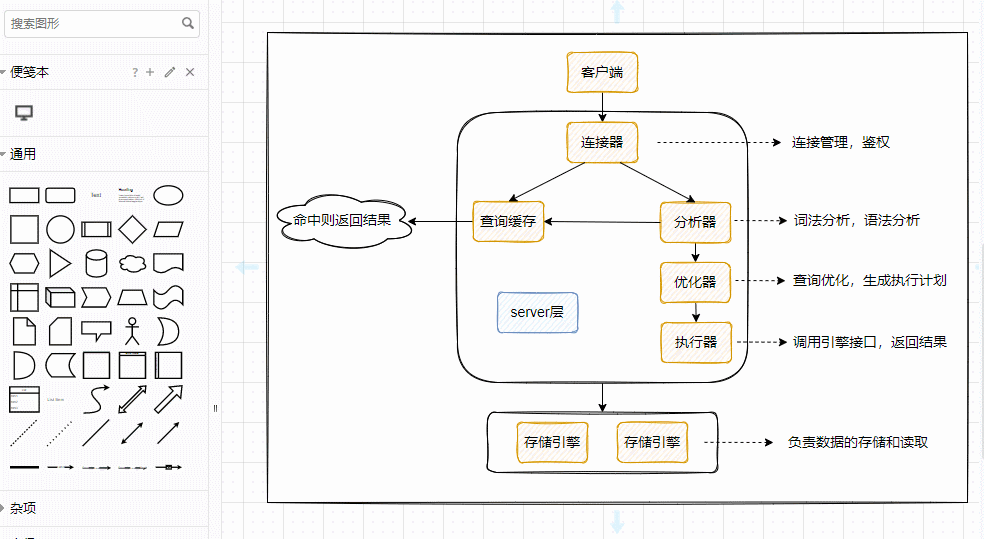 搜索图形
便笺本
?
通用
Text
Heading
List Item
杂项
客户端
连接器
连接管理，鉴权
命中则返回结果
查询缓存
分析器
词法分析，语法分析
优化器
查询优化，生成执行计划
server层
执行器
调用引擎接口，返回结果
存储引擎
存储引擎
负责数据的存储和读取